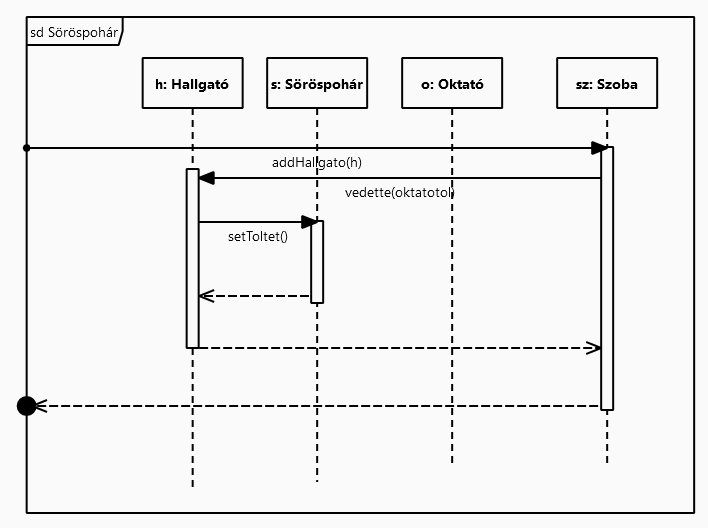 sd Söröspohár
h: Hallgató
s: Söröspohár
o: Oktató
sz: Szoba
addHallgato(h)
vedette(oktatotol)
setToltet()